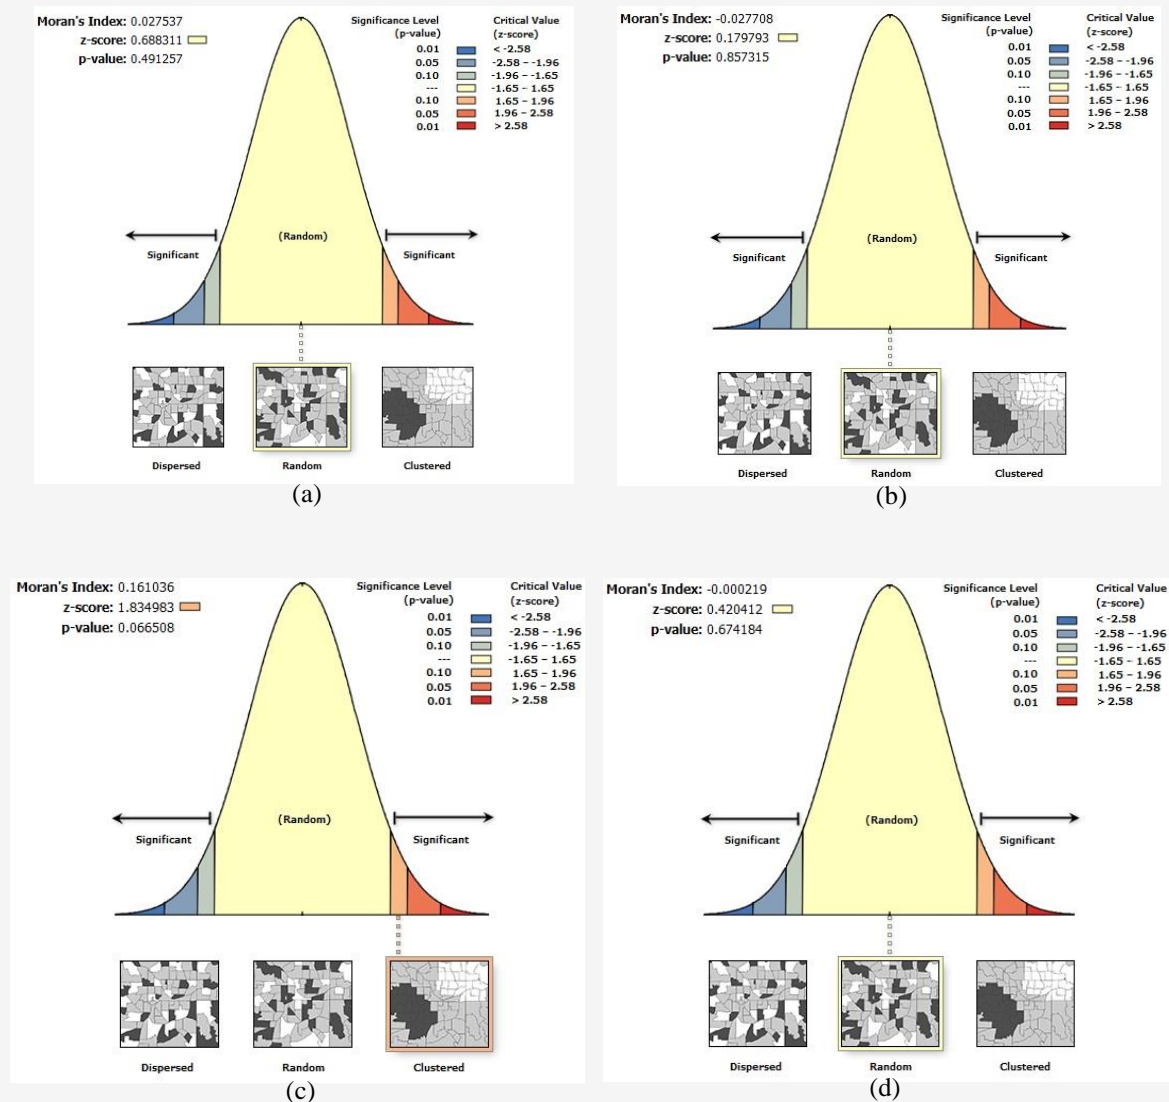 Moran's Index: 0.027537
z-score: 0.688311
p-value: 0.491257
Significance Level
(p-value)
Critical Value
(z-score)
0.01 < -2.58
0.05 -2.58 – -1.96
0.10 -1.96 – -1.65
--- -1.65 – 1.65
0.10 1.65 – 1.96
0.05 1.96 – 2.58
0.01 > 2.58
(Random)
Significant
Significant
Dispersed
Random
Clustered
(a)
Moran's Index: -0.027708
z-score: 0.179793
p-value: 0.857315
Significance Level
(p-value)
Critical Value
(z-score)
0.01 < -2.58
0.05 -2.58 – -1.96
0.10 -1.96 – -1.65
--- -1.65 – 1.65
0.10 1.65 – 1.96
0.05 1.96 – 2.58
0.01 > 2.58
(Random)
Significant
Significant
Dispersed
Random
Clustered
(b)
Moran's Index: 0.161036
z-score: 1.834983
p-value: 0.066508
Significance Level
(p-value)
Critical Value
(z-score)
0.01 < -2.58
0.05 -2.58 – -1.96
0.10 -1.96 – -1.65
--- -1.65 – 1.65
0.10 1.65 – 1.96
0.05 1.96 – 2.58
0.01 > 2.58
(Random)
Significant
Significant
Dispersed
Random
Clustered
(c)
Moran's Index: -0.000219
z-score: 0.420412
p-value: 0.674184
Significance Level
(p-value)
Critical Value
(z-score)
0.01 < -2.58
0.05 -2.58 – -1.96
0.10 -1.96 – -1.65
--- -1.65 – 1.65
0.10 1.65 – 1.96
0.05 1.96 – 2.58
0.01 > 2.58
(Random)
Significant
Significant
Dispersed
Random
Clustered
(d)